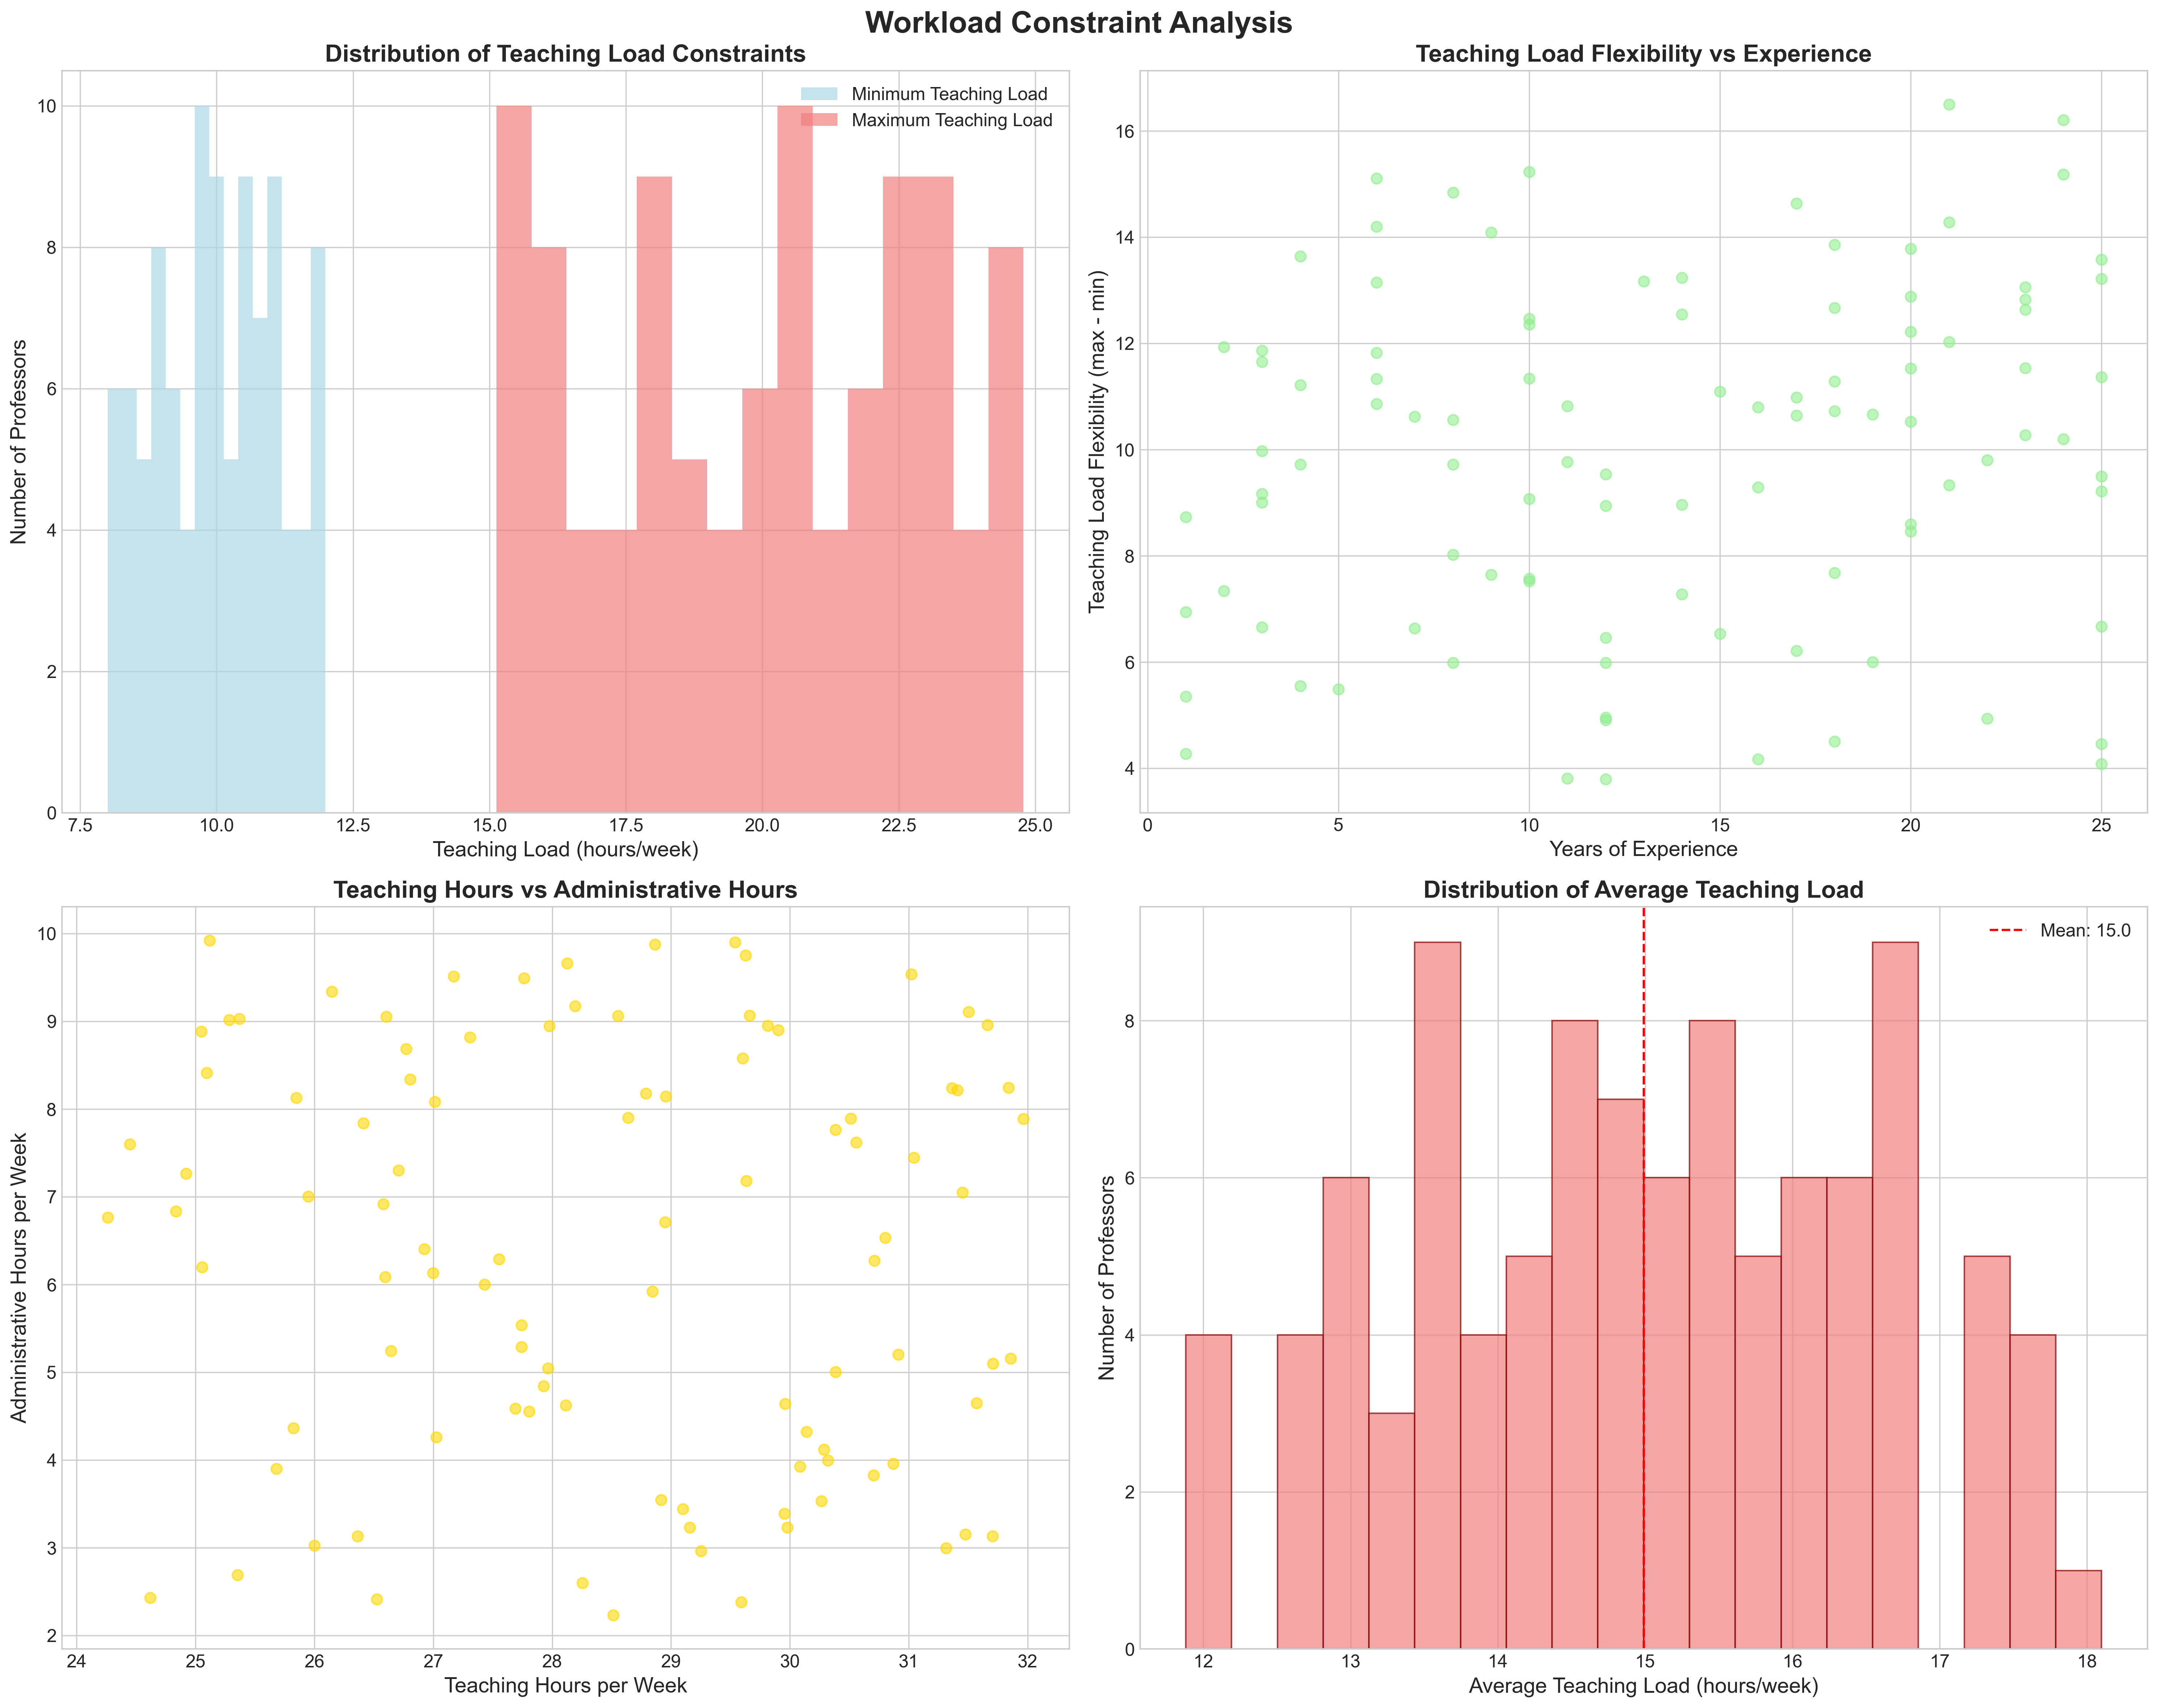 Workload Constraint Analysis
Distribution of Teaching Load Constraints
Minimum Teaching Load
Maximum Teaching Load
Number of Professors
10
8
6
4
2
0
7.5 10.0 12.5 15.0 17.5 20.0 22.5 25.0
Teaching Load (hours/week)
Teaching Load Flexibility vs Experience
Teaching Load Flexibility (max - min)
16
14
12
10
8
6
4
0 5 10 15 20 25
Years of Experience
Teaching Hours vs Administrative Hours
Administrative Hours per Week
10
9
8
7
6
5
4
3
2
24 25 26 27 28 29 30 31 32
Teaching Hours per Week
Distribution of Average Teaching Load
Mean: 15.0
Number of Professors
8
6
4
2
0
12 13 14 15 16 17 18
Average Teaching Load (hours/week)